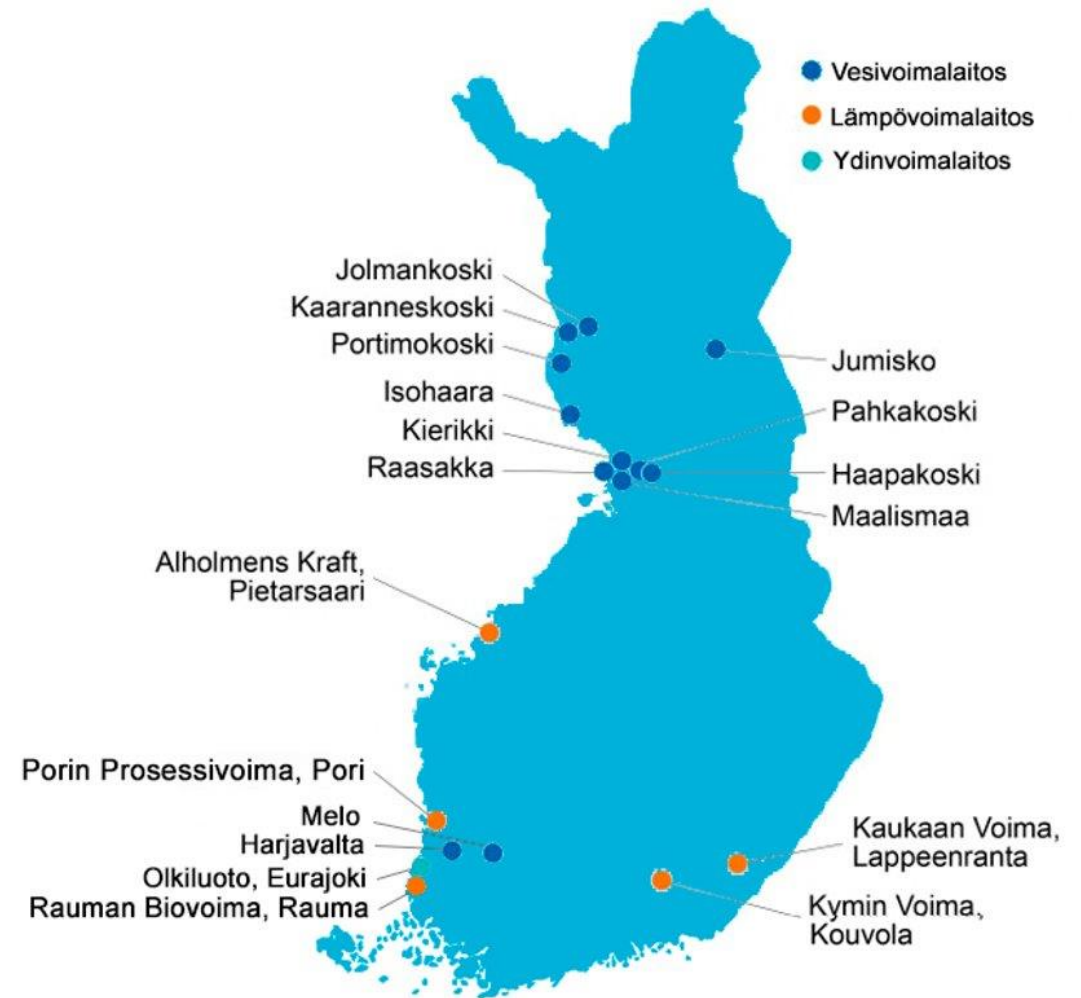 Vesivoimalaitos
Lämpövoimalaitos
Ydinvoimalaitos
Jolmankoski
Kaaranneskoski
Portimokoski
Isohaara
Kierikki
Raasakka
Jumisko
Pahkakoski
Haapakoski
Maalismaa
Alholmens Kraft,
Pietarsaari
Porin Prosessivoima, Pori
Melo
Harjavalta
Olkiluoto, Eurajoki
Rauman Biovoima, Rauma
Kaukaan Voima,
Lappeenranta
Kymin Voima,
Kouvola